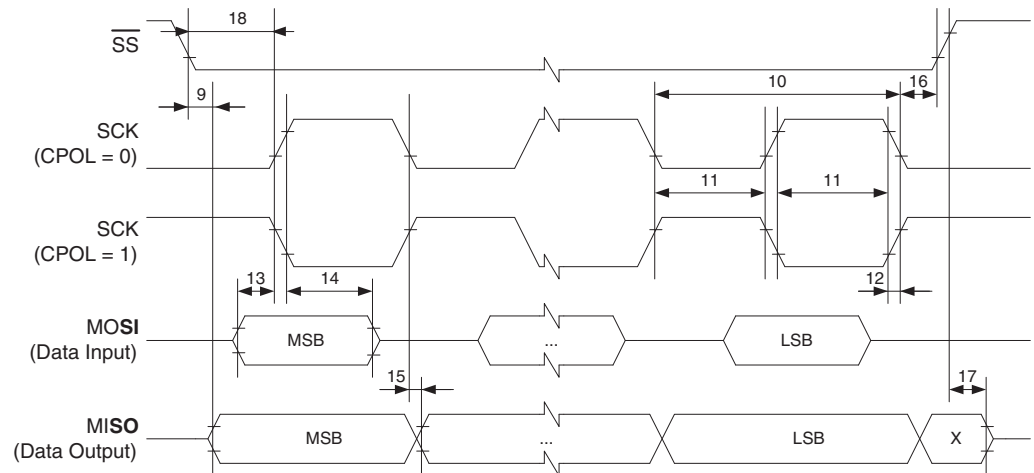 18
SS
9
10
16
SCK
(CPOL = 0)
11
11
SCK
(CPOL = 1)
13
14
12
MOSI
(Data Input)
MSB
...
LSB
15
17
MISO
(Data Output)
MSB
...
LSB
X